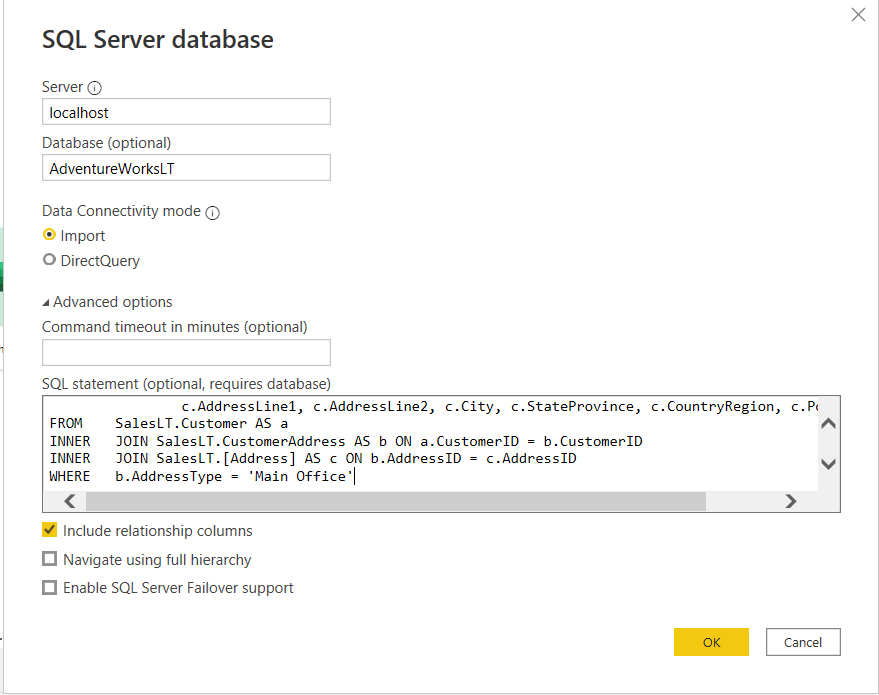 SQL Server database
Server
localhost
Database (optional)
AdventureWorksLT
Data Connectivity mode
Import
DirectQuery
Advanced options
Command timeout in minutes (optional)
SQL statement (optional, requires database)
c.AddressLine1, c.AddressLine2, c.City, c.StateProvince, c.CountryRegion,
FROM SalesLT.Customer AS a
INNER JOIN SalesLT.CustomerAddress AS b ON a.CustomerID = b.CustomerID
INNER JOIN SalesLT.[Address] AS c ON b.AddressID = c.AddressID
WHERE b.AddressType = 'Main Office'
Include relationship columns
Navigate using full hierarchy
Enable SQL Server Failover support
OK Cancel